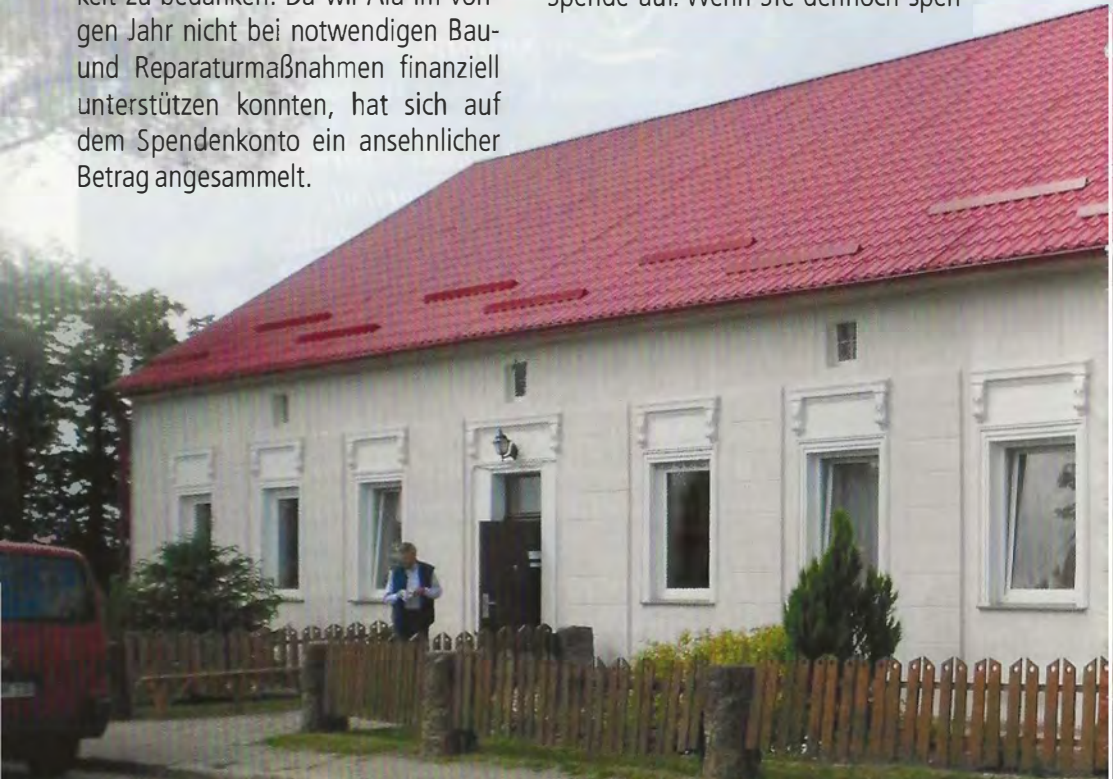 keit zu bedanken. Da wir Ala im vori-
gen Jahr nicht bei notwendigen Bau-
und Reparaturmaßnahmen finanziell
unterstützen konnten, hat sich auf
dem Spendenkonto ein ansehnlicher
Betrag angesammelt.
Spende auf. Wenn Sie dennoch spen-